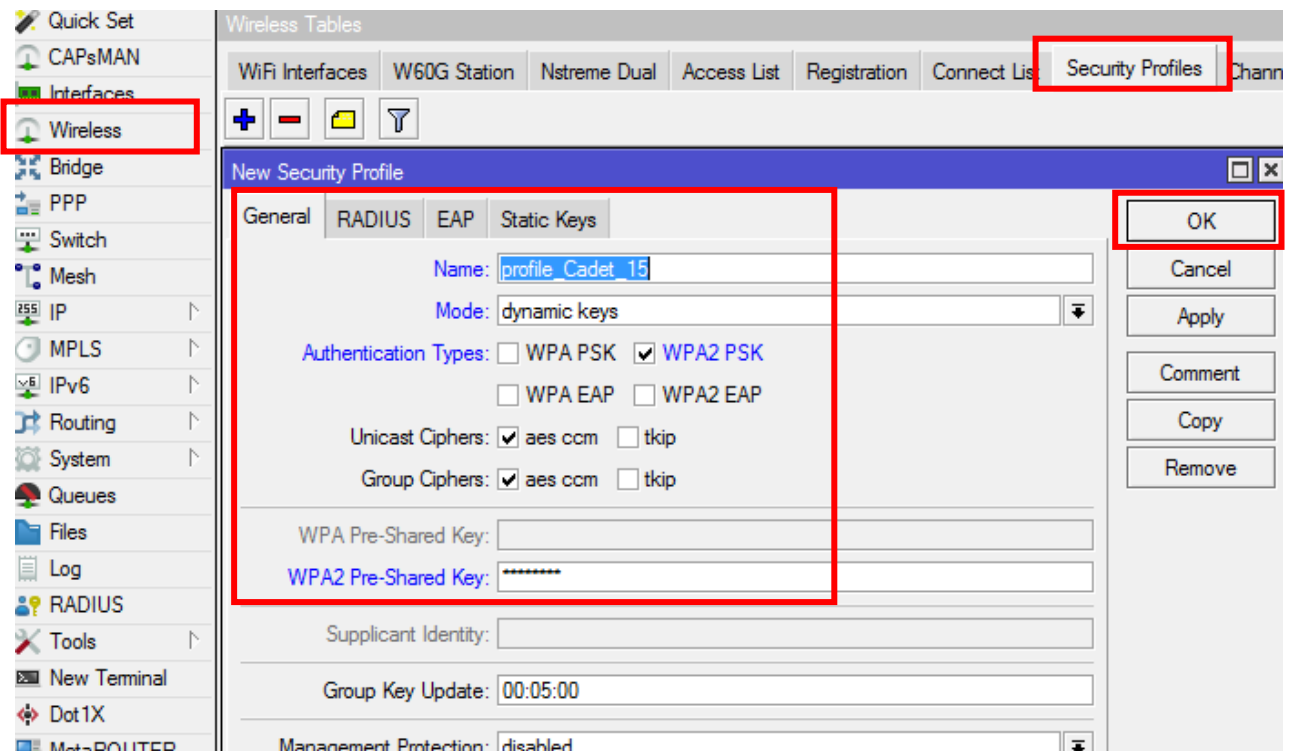 Quick Set
CAPsMAN
Interfaces
Wireless
Bridge
PPP
Switch
Mesh
IP
MPLS
IPv6
Routing
System
Queues
Files
Log
RADIUS
Tools
New Terminal
Dot1X
MetaROUTER
Wireless Tables
WiFi Interfaces W60G Station Nstreme Dual Access List Registration Connect Lis Security Profiles Chann
New Security Profile
General RADIUS EAP Static Keys
Name: profile_Cadet_15
Mode: dynamic keys
Authentication Types: WPA PSK WPA2 PSK
WPA EAP WPA2 EAP
Unicast Ciphers: aes ccm tkip
Group Ciphers: aes ccm tkip
WPA Pre-Shared Key:
WPA2 Pre-Shared Key: ********
Supplicant Identity:
Group Key Update: 00:05:00
Management Protection: disabled
OK
Cancel
Apply
Comment
Copy
Remove